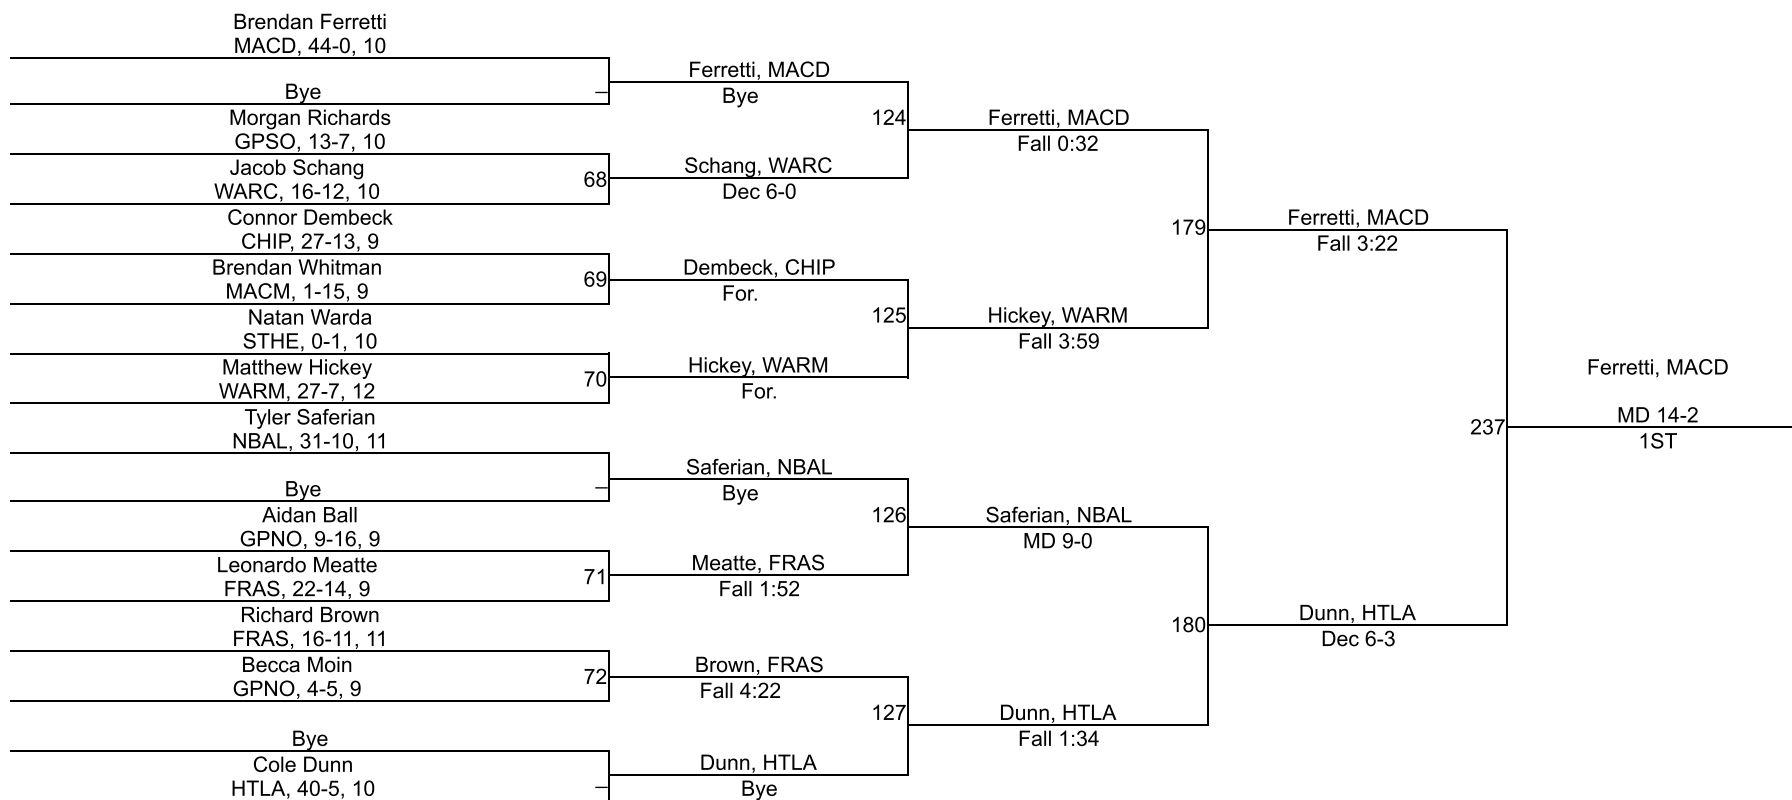 Brendan Ferretti
MACD, 44-0, 10
Bye
Morgan Richards
GPSO, 13-7, 10
Jacob Schang
WARC, 16-12, 10
68
Connor Dembeck
CHIP, 27-13, 9
Brendan Whitman
MACM, 1-15, 9
69
Natan Warda
STHE, 0-1, 10
Matthew Hickey
WARM, 27-7, 12
70
Tyler Saferian
NBAL, 31-10, 11
Bye
Aidan Ball
GPNO, 9-16, 9
Leonardo Meatte
FRAS, 22-14, 9
71
Richard Brown
FRAS, 16-11, 11
Becca Moin
GPNO, 4-5, 9
72
Bye
Cole Dunn
HTLA, 40-5, 10
Ferretti, MACD
Bye
124
Schang, WARC
Dec 6-0
Dembeck, CHIP
For.
125
Hickey, WARM
For.
Saferian, NBAL
Bye
126
Meatte, FRAS
Fall 1:52
Brown, FRAS
Fall 4:22
127
Dunn, HTLA
Bye
Ferretti, MACD
Fall 0:32
179
Hickey, WARM
Fall 3:59
Saferian, NBAL
MD 9-0
180
Dunn, HTLA
Fall 1:34
Ferretti, MACD
Fall 3:22
237
Dunn, HTLA
Dec 6-3
Ferretti, MACD
MD 14-2
1ST